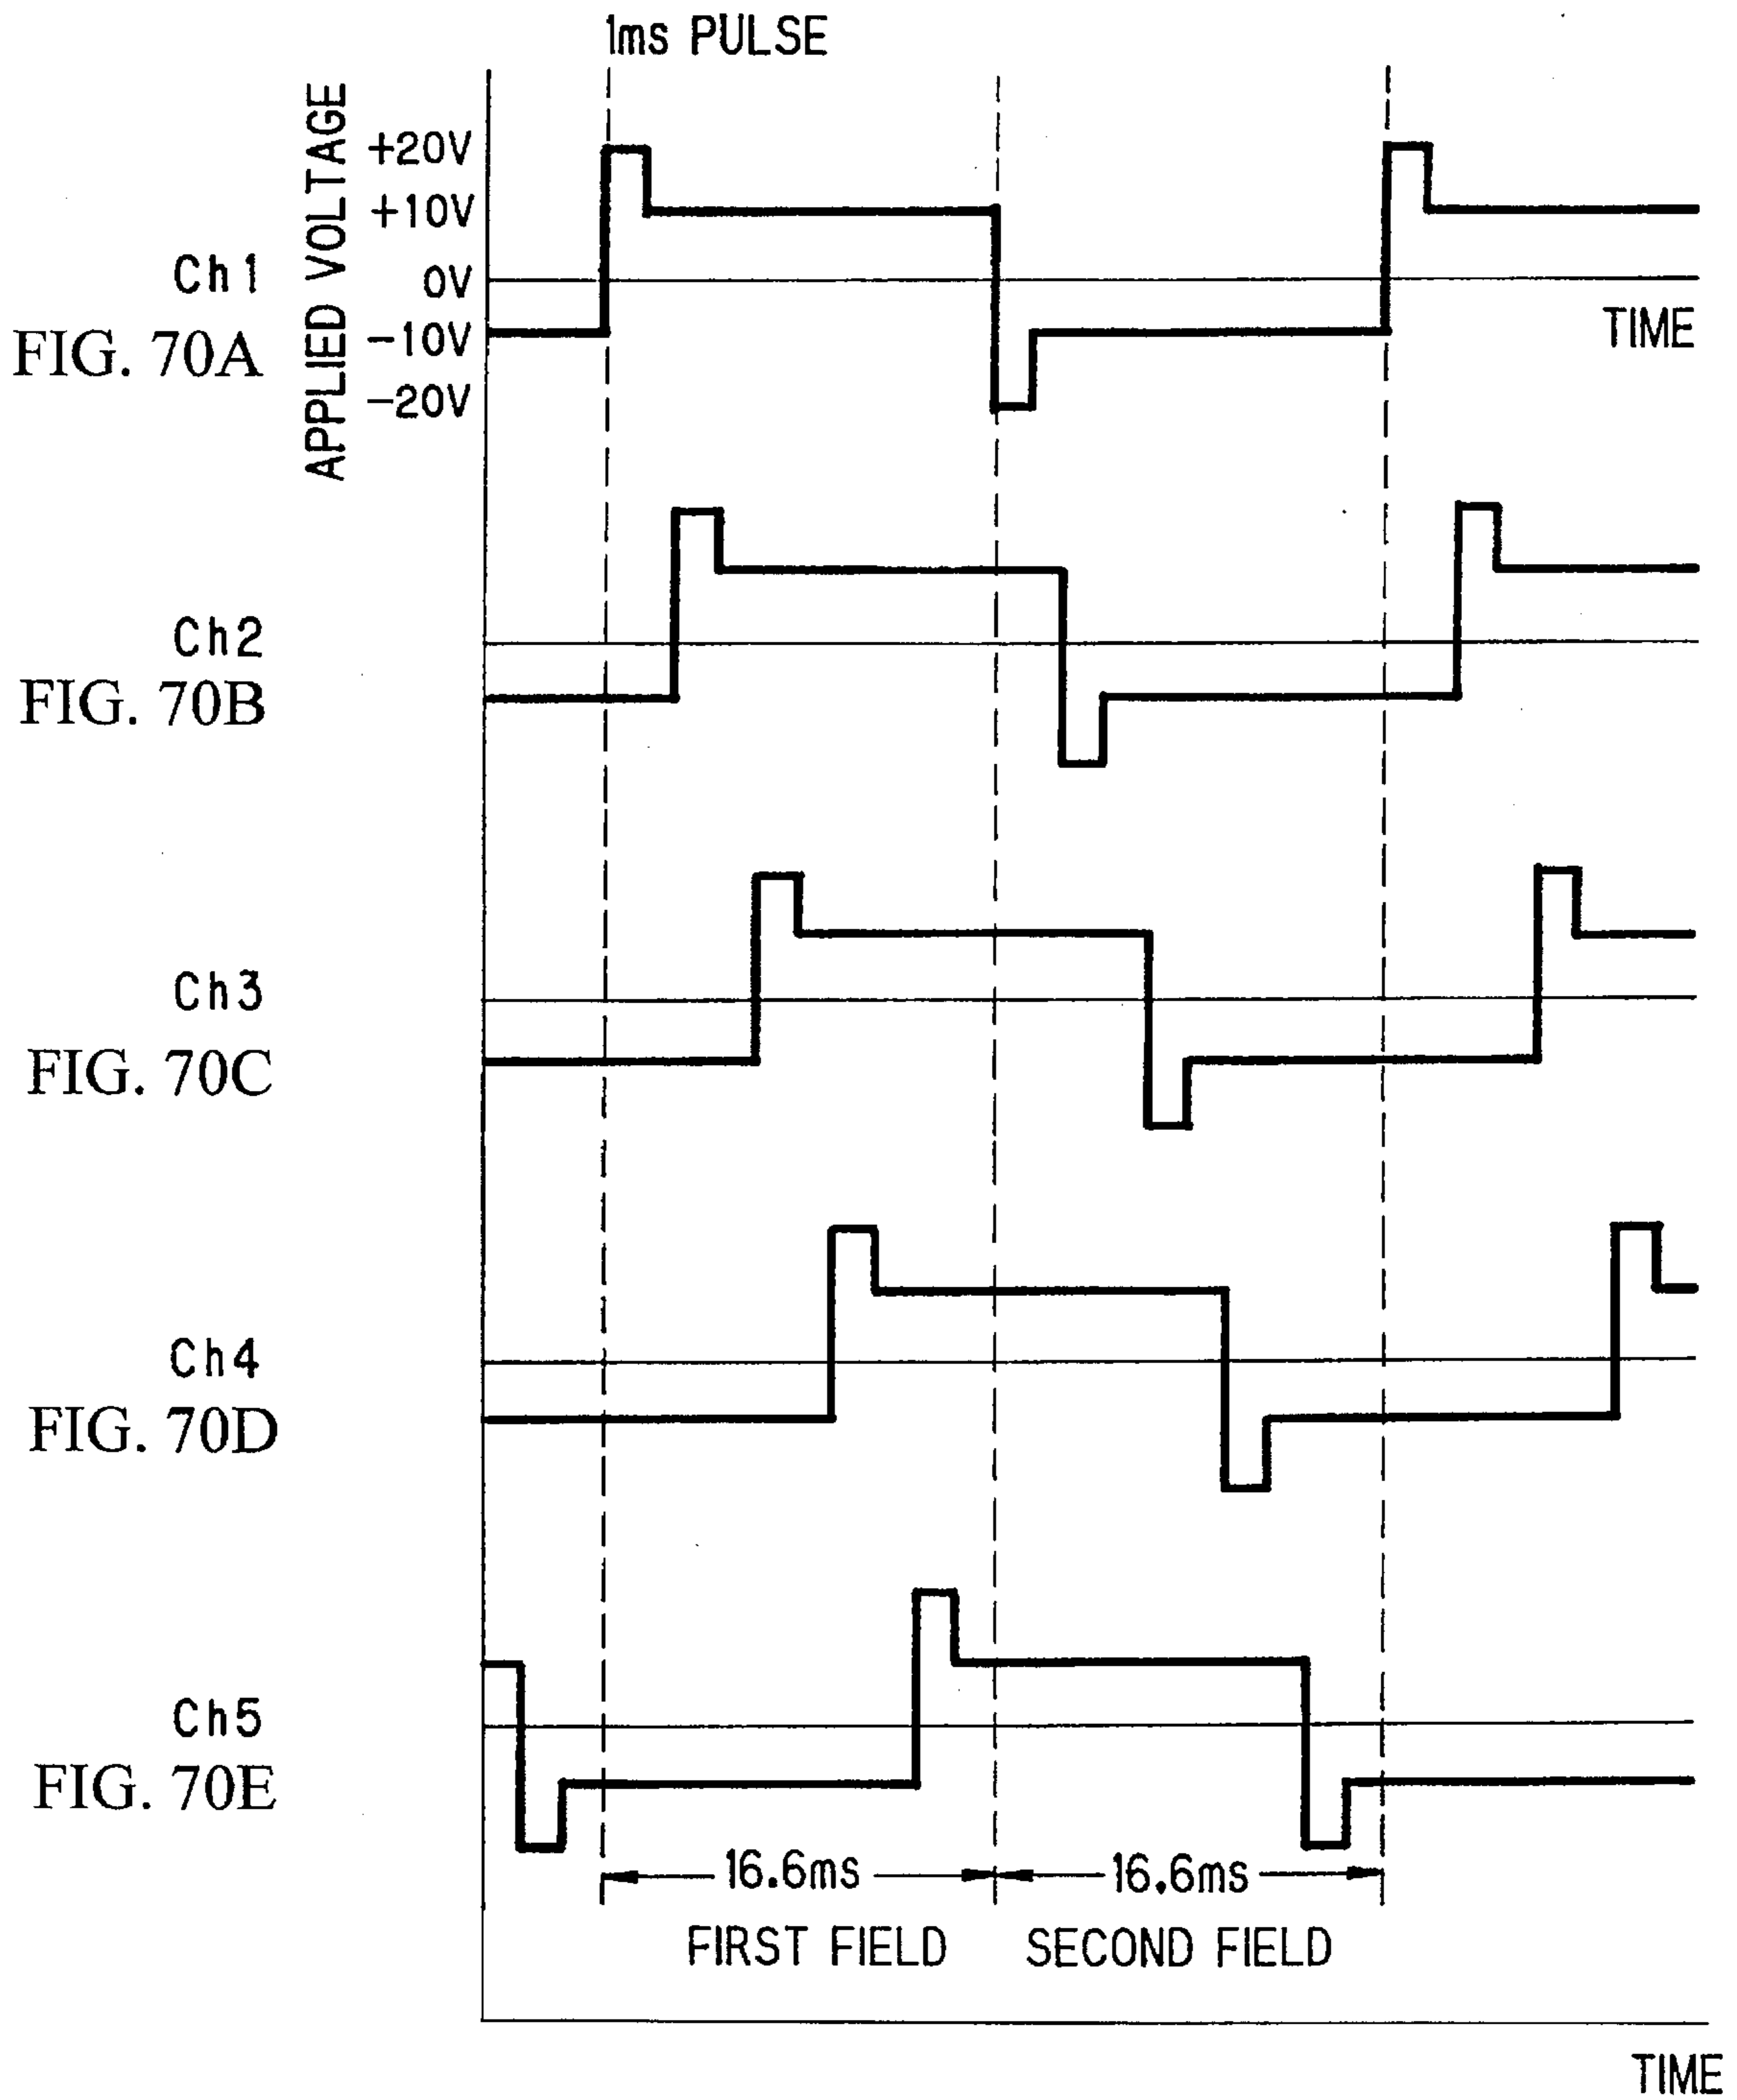 1ms PULSE
APPLIED VOLTAGE
+20V
+10V
0V
-10V
-20V
Ch1
FIG. 70A
TIME
Ch2
FIG. 70B
Ch3
FIG. 70C
Ch4
FIG. 70D
Ch5
FIG. 70E
16.6ms
16.6ms
FIRST FIELD
SECOND FIELD
TIME